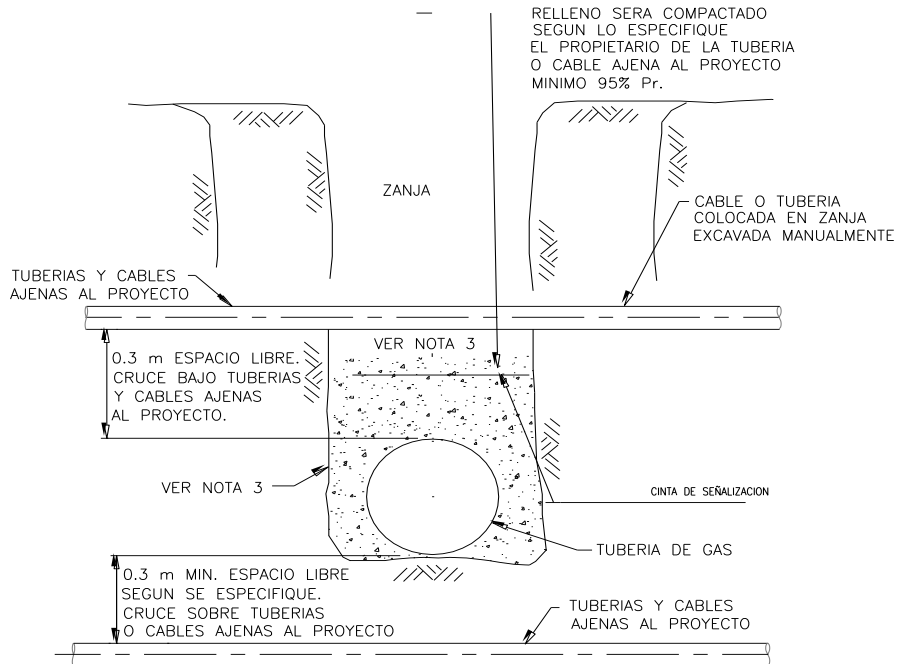 RELLENO SERA COMPACTADO
SEGUN LO ESPECIFIQUE
EL PROPIETARIO DE LA TUBERIA
O CABLE AJENA AL PROYECTO
MINIMO 95% Pr.
ZANJA
CABLE O TUBERIA
COLOCADA EN ZANJA
EXCAVADA MANUALMENTE
TUBERIAS Y CABLES
AJENAS AL PROYECTO
VER NOTA 3
0.3 m ESPACIO LIBRE.
CRUCE BAJO TUBERIAS
Y CABLES AJENAS
AL PROYECTO.
VER NOTA 3
CINTA DE SEÑALIZACION
TUBERIA DE GAS
0.3 m MIN. ESPACIO LIBRE
SEGUN SE ESPECIFIQUE.
CRUCE SOBRE TUBERIAS
O CABLES AJENAS AL PROYECTO
TUBERIAS Y CABLES
AJENAS AL PROYECTO